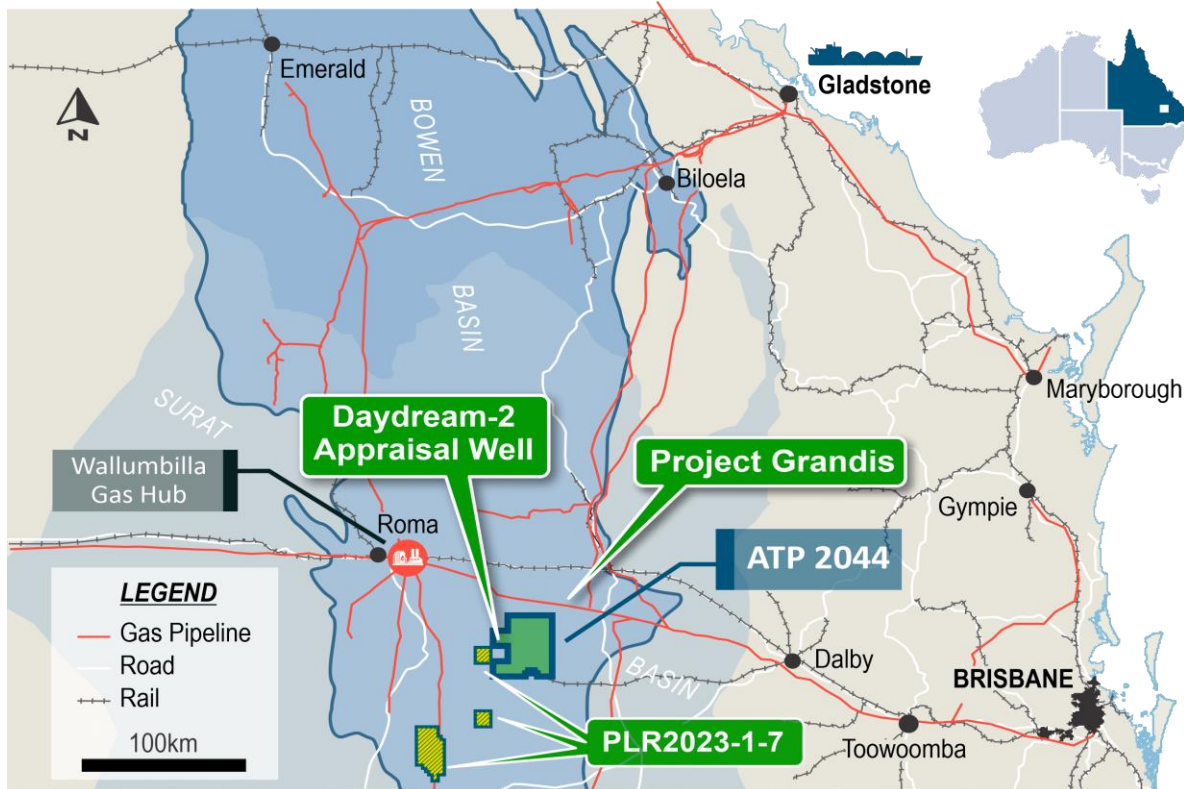 Emerald
Gladstone
N
BOWEN
Biloela
BASIN
Maryborough
SURAT
Daydream-2
Appraisal Well
Project Grandis
Wallumbilla
Gas Hub
Gympie
Roma
ATP 2044
LEGEND
Gas Pipeline
Road
Rail
100km
BASIN
Dalby
BRISBANE
PLR2023-1-7
Toowoomba